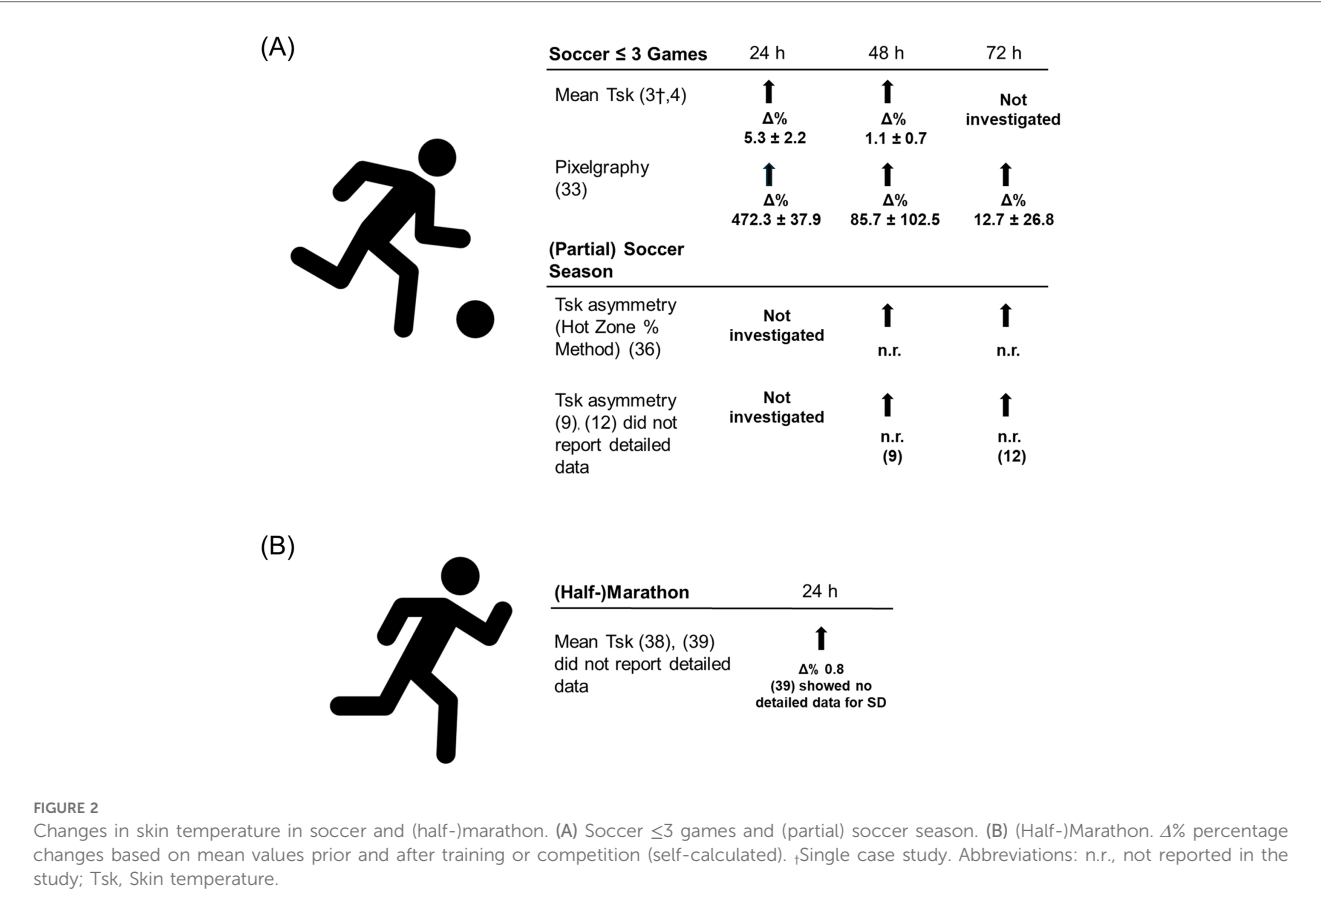 (A)
Soccer ≤ 3 Games 24 h 48 h 72 h
Mean Tsk (3†,4)
Not
investigated
Δ% Δ%
5.3 ± 2.2 1.1 ± 0.7
Pixelgraphy
(33)
Δ% Δ% Δ%
472.3 ± 37.9 85.7 ± 102.5 12.7 ± 26.8
(Partial) Soccer
Season
Tsk asymmetry
(Hot Zone %
Method) (36)
Not
investigated
n.r. n.r.
Tsk asymmetry
(9), (12) did not
report detailed
data
Not
investigated
n.r. n.r.
(9) (12)
(B)
(Half-)Marathon 24 h
Mean Tsk (38), (39)
did not report detailed
data
Δ% 0.8
(39) showed no
detailed data for SD
FIGURE 2
Changes in skin temperature in soccer and (half-)marathon. (A) Soccer ≤3 games and (partial) soccer season. (B) (Half-)Marathon. Δ% percentage
changes based on mean values prior and after training or competition (self-calculated). †Single case study. Abbreviations: n.r., not reported in the
study; Tsk, Skin temperature.